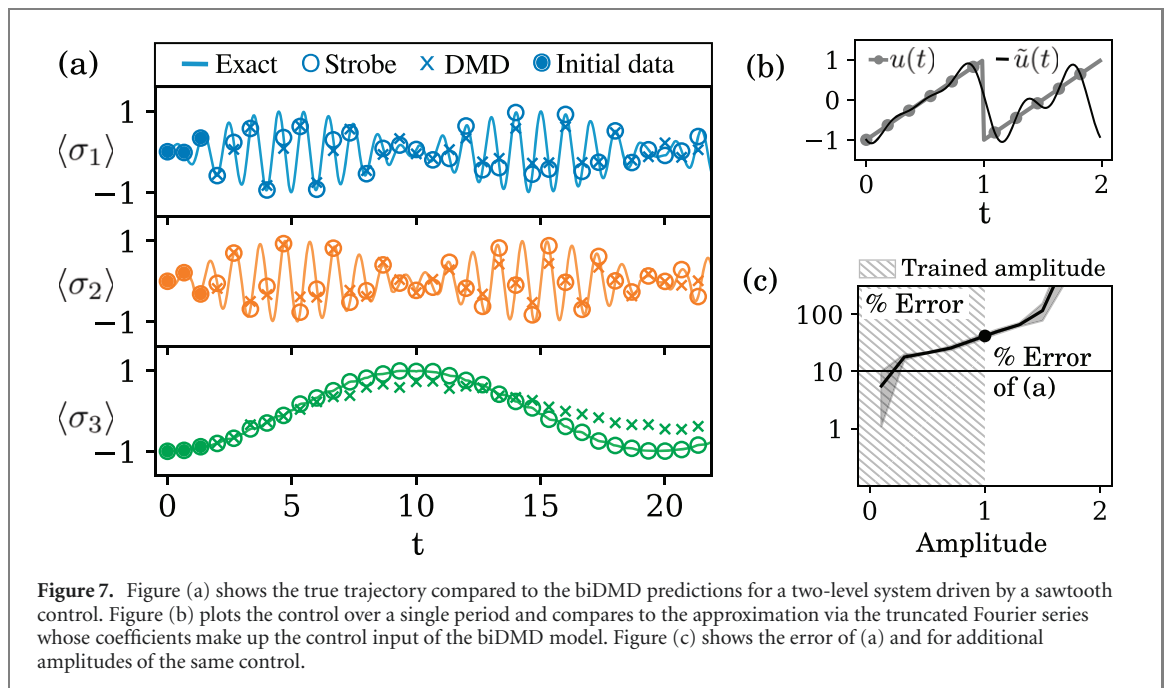 (a)
Exact Strobe DMD Initial data
⟨σ1⟩
1
−1
⟨σ2⟩
1
−1
⟨σ3⟩
1
−1
0 5 10 15 20
t
(b)
u(t) ũ(t)
1
0
−1
0 1 2
t
(c)
Trained amplitude
% Error
100
10
1
% Error
of (a)
0 1 2
Amplitude
Figure 7. Figure (a) shows the true trajectory compared to the biDMD predictions for a two-level system driven by a sawtooth
control. Figure (b) plots the control over a single period and compares to the approximation via the truncated Fourier series
whose coefficients make up the control input of the biDMD model. Figure (c) shows the error of (a) and for additional
amplitudes of the same control.